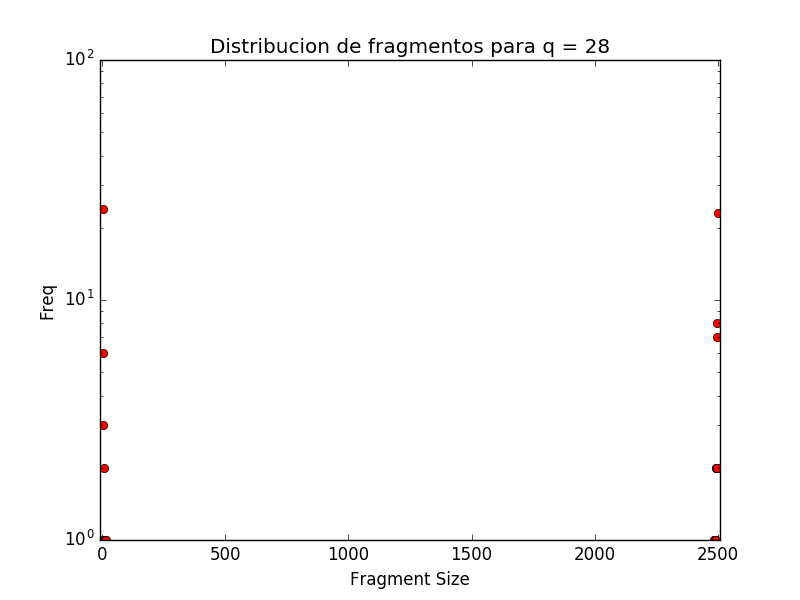 Distribucion de fragmentos para q = 28
10^2
10^1
10^0
Freq
0 500 1000 1500 2000 2500
Fragment Size